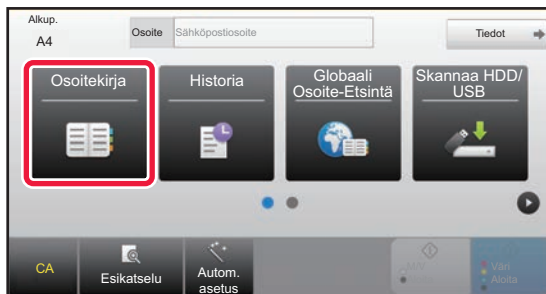 Alkup.
A4
Osoite
Sähköpostiosoite
Tiedot
Osoitekirja
Historia
Globaali
Osoite-Etsintä
Skannaa HDD/
USB
CA
Esikatselu
Autom.
asetus
M/V
Väri
Aloita